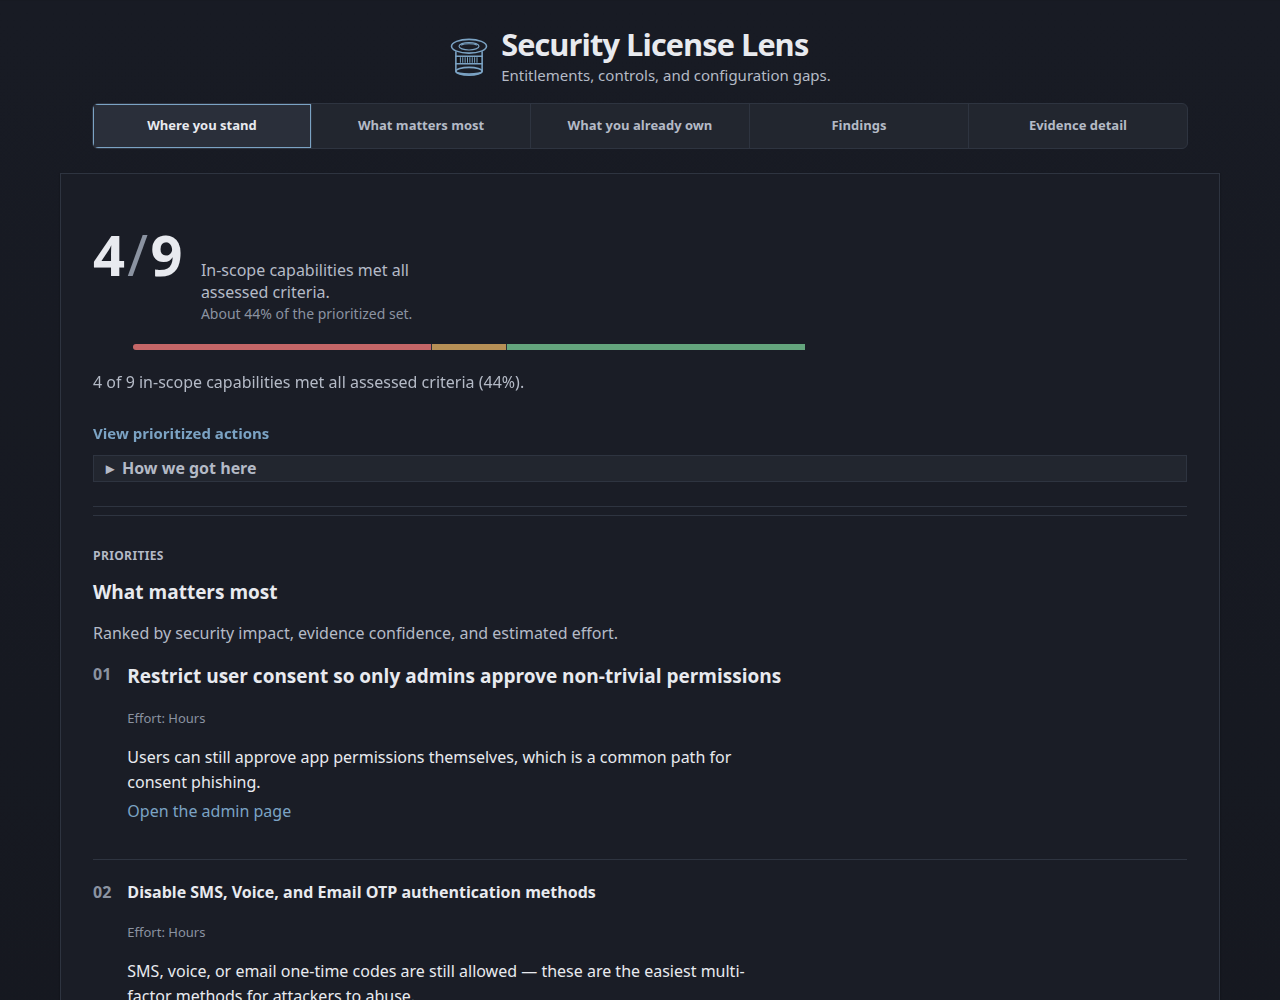 Security License Lens
Entitlements, controls, and configuration gaps.
Where you stand
What matters most
What you already own
Findings
Evidence detail
4/9
In-scope capabilities met all
assessed criteria.
About 44% of the prioritized set.
4 of 9 in-scope capabilities met all assessed criteria (44%).
View prioritized actions
▶ How we got here
PRIORITIES
What matters most
Ranked by security impact, evidence confidence, and estimated effort.
01 Restrict user consent so only admins approve non-trivial permissions
Effort: Hours
Users can still approve app permissions themselves, which is a common path for
consent phishing.
Open the admin page
02 Disable SMS, Voice, and Email OTP authentication methods
Effort: Hours
SMS, voice, or email one-time codes are still allowed — these are the easiest multi-
factor methods for attackers to abuse.